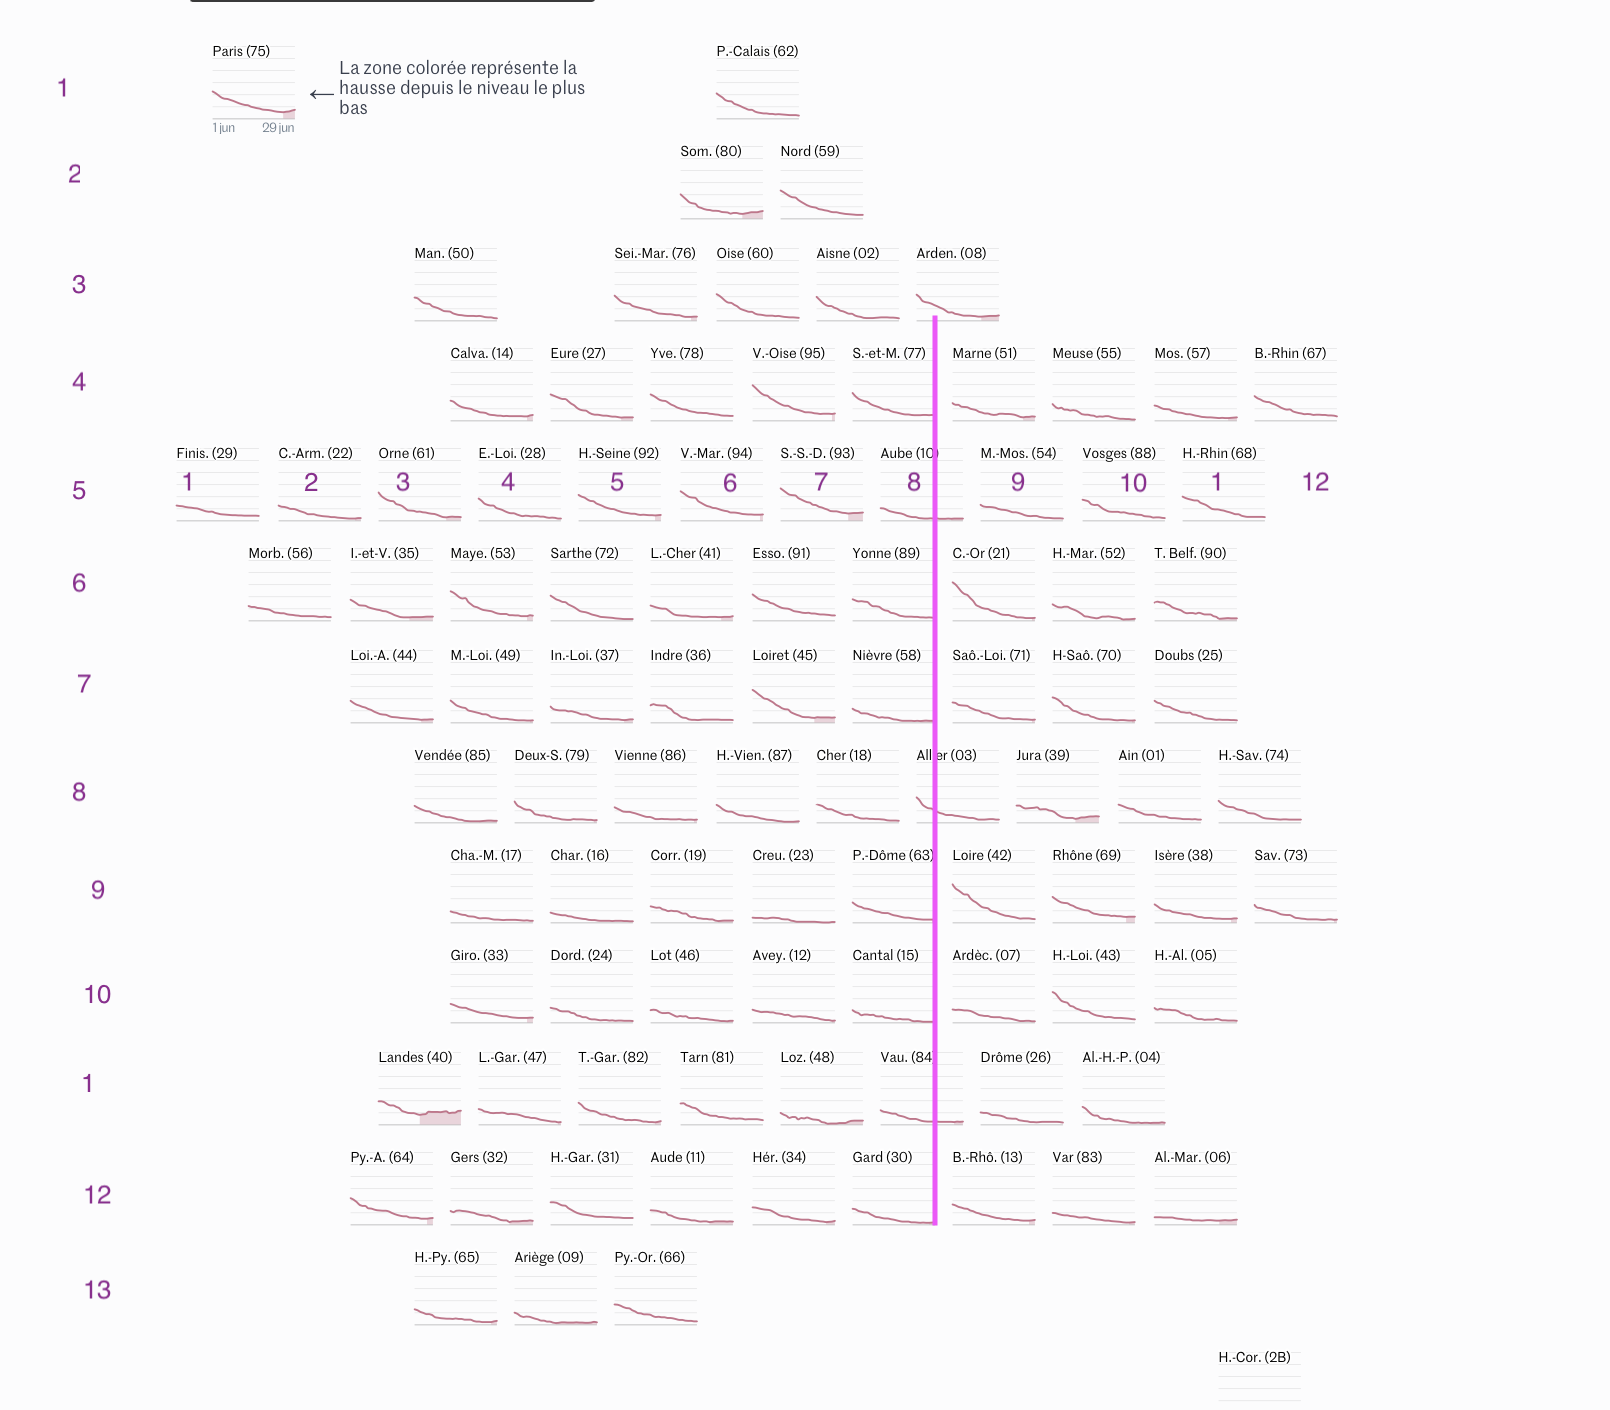 Paris (75)
P.-Calais (62)
La zone colorée représente la
hausse depuis le niveau le plus
bas
1
1 jun 29 jun
Som. (80) Nord (59)
2
Man. (50) Sei.-Mar. (76) Oise (60) Aisne (02) Arden. (08)
3
Calva. (14) Eure (27) Yve. (78) V.-Oise (95) S.-et-M. (77) Marne (51) Meuse (55) Mos. (57) B.-Rhin (67)
4
Finis. (29) C.-Arm. (22) Orne (61) E.-Loi. (28) H.-Seine (92) V.-Mar. (94) S.-S.-D. (93) Aube (10) M.-Mos. (54) Vosges (88) H.-Rhin (68)
5 1 2 3 4 5 6 7 8 9 10 1 12
Morb. (56) I.-et-V. (35) Maye. (53) Sarthe (72) L.-Cher (41) Esso. (91) Yonne (89) C.-Or (21) H.-Mar. (52) T. Belf. (90)
6
Loi.-A. (44) M.-Loi. (49) In.-Loi. (37) Indre (36) Loiret (45) Nièvre (58) Saô.-Loi. (71) H-Saô. (70) Doubs (25)
7
Vendée (85) Deux-S. (79) Vienne (86) H.-Vien. (87) Cher (18) Allier (03) Jura (39) Ain (01) H.-Sav. (74)
8
Cha.-M. (17) Char. (16) Corr. (19) Creu. (23) P.-Dôme (63) Loire (42) Rhône (69) Isère (38) Sav. (73)
9
Giro. (33) Dord. (24) Lot (46) Avey. (12) Cantal (15) Ardèc. (07) H.-Loi. (43) H.-Al. (05)
10
Landes (40) L.-Gar. (47) T.-Gar. (82) Tarn (81) Loz. (48) Vau. (84) Drôme (26) Al.-H.-P. (04)
1
Py.-A. (64) Gers (32) H.-Gar. (31) Aude (11) Hér. (34) Gard (30) B.-Rhô. (13) Var (83) Al.-Mar. (06)
12
H.-Py. (65) Ariège (09) Py.-Or. (66)
13
H.-Cor. (2B)